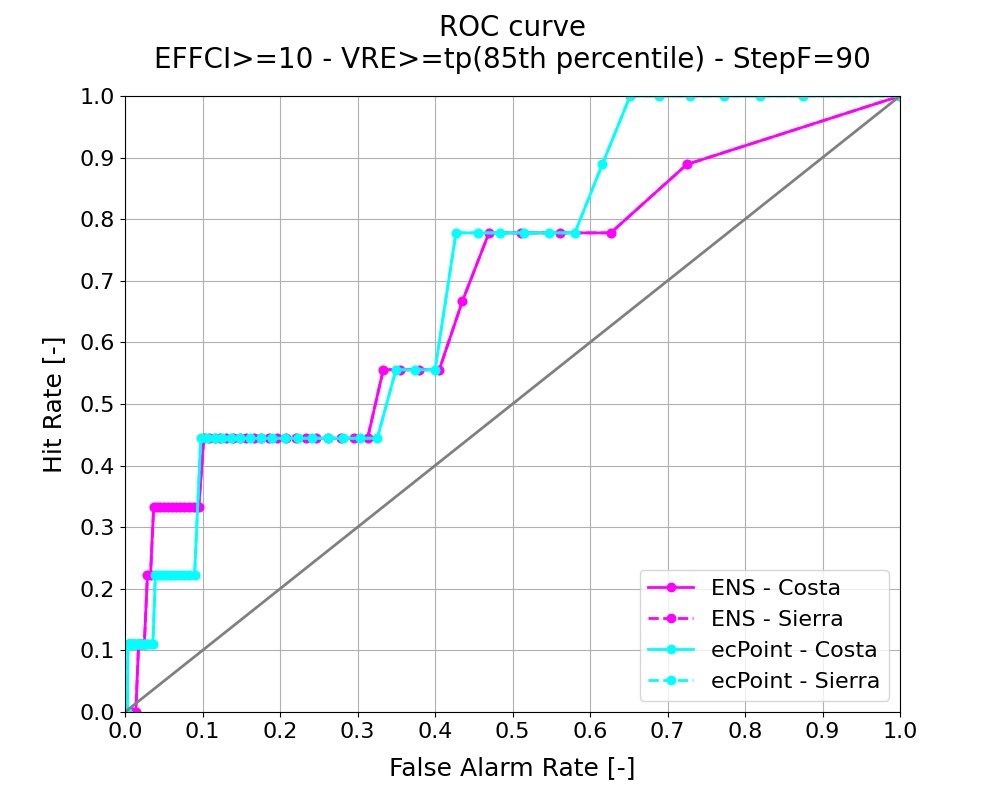 ROC curve
EFFCI>=10 - VRE>=tp(85th percentile) - StepF=90
1.0
0.9
0.8
0.7
0.6
0.5
0.4
0.3
0.2
0.1
0.0
Hit Rate [-]
ENS - Costa
ENS - Sierra
ecPoint - Costa
ecPoint - Sierra
0.0 0.1 0.2 0.3 0.4 0.5 0.6 0.7 0.8 0.9 1.0
False Alarm Rate [-]